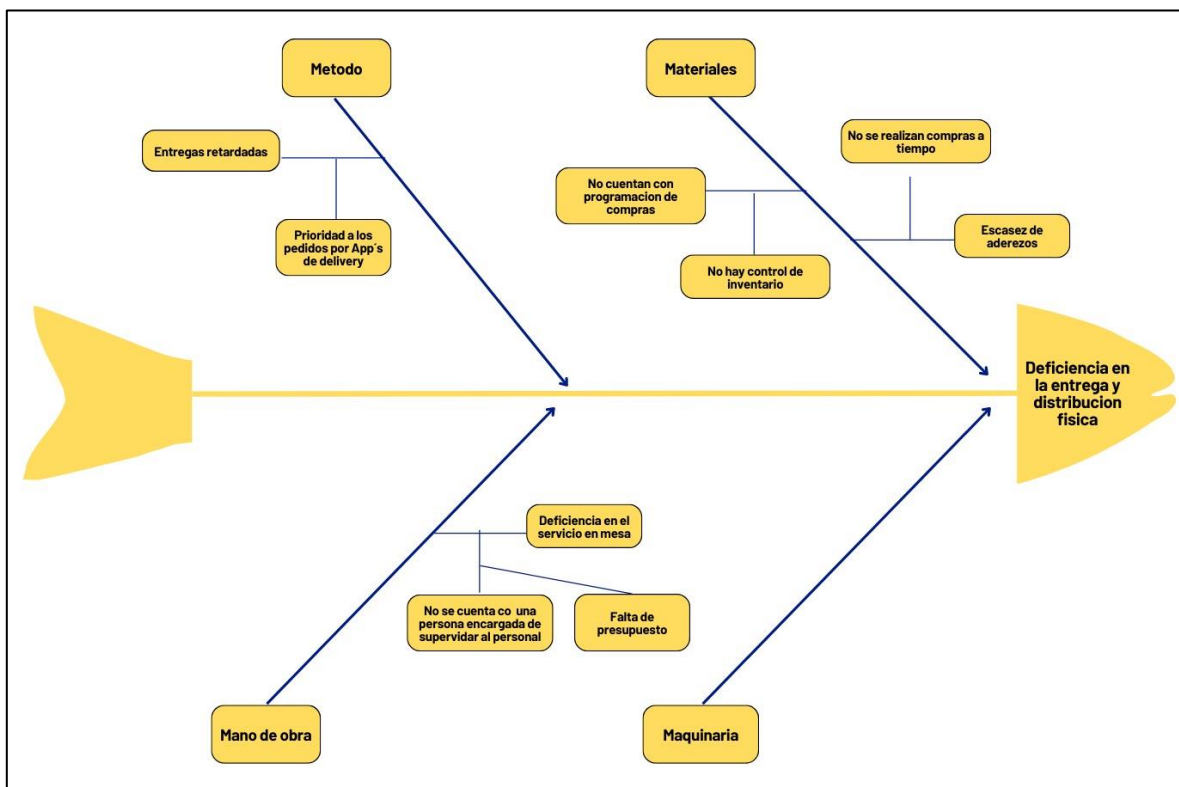 Metodo
Materiales
Entregas retardadas
Prioridad a los
pedidos por App´s
de delivery
No se realizan compras a
tiempo
No cuentan con
programacion de
compras
Escasez de
aderezos
No hay control de
inventario
Deficiencia en
la entrega y
distribucion
fisica
Deficiencia en el
servicio en mesa
No se cuenta co una
persona encargada de
supervidar al personal
Falta de
presupuesto
Mano de obra
Maquinaria